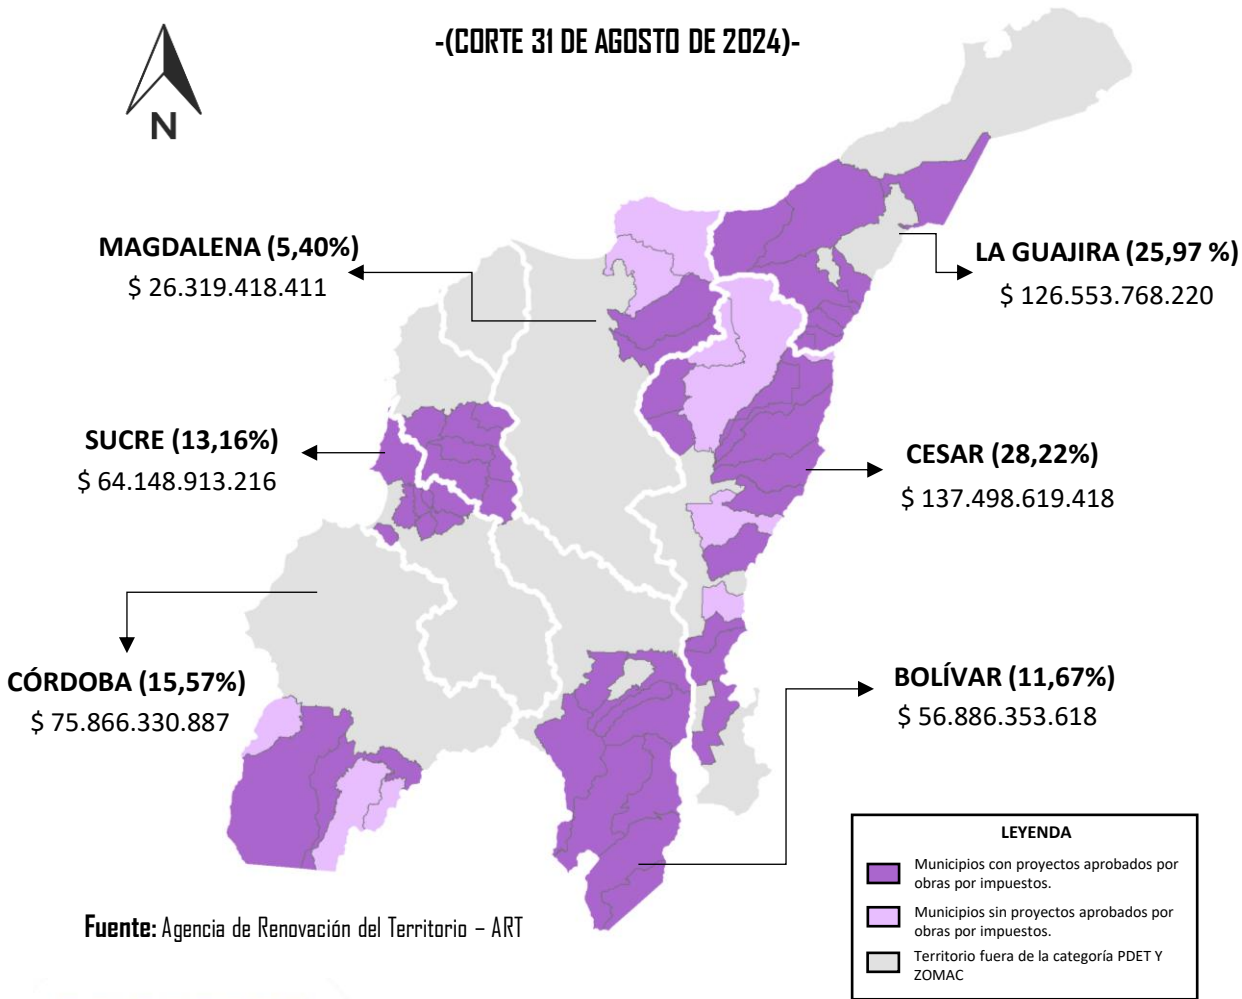 -(CORTE 31 DE AGOSTO DE 2024)-
N
MAGDALENA (5,40%)
$ 26.319.418.411
LA GUAJIRA (25,97 %)
$ 126.553.768.220
SUCRE (13,16%)
$ 64.148.913.216
CESAR (28,22%)
$ 137.498.619.418
CÓRDOBA (15,57%)
$ 75.866.330.887
BOLÍVAR (11,67%)
$ 56.886.353.618
LEYENDA
Municipios con proyectos aprobados por
obras por impuestos.
Municipios sin proyectos aprobados por
obras por impuestos.
Territorio fuera de la categoría PDET Y
ZOMAC
Fuente: Agencia de Renovación del Territorio – ART